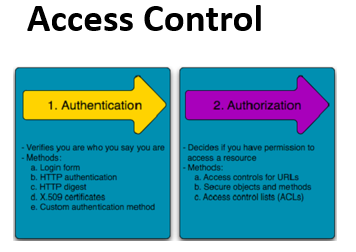 Access Control
1. Authentication
- Verifies you are who you say you are
- Methods:
a. Login form
b. HTTP authentication
c. HTTP digest
d. X.509 certificates
e. Custom authentication method
2. Authorization
- Decides if you have permission to
access a resource
- Methods:
a. Access controls for URLs
b. Secure objects and methods
c. Access control lists (ACLs)